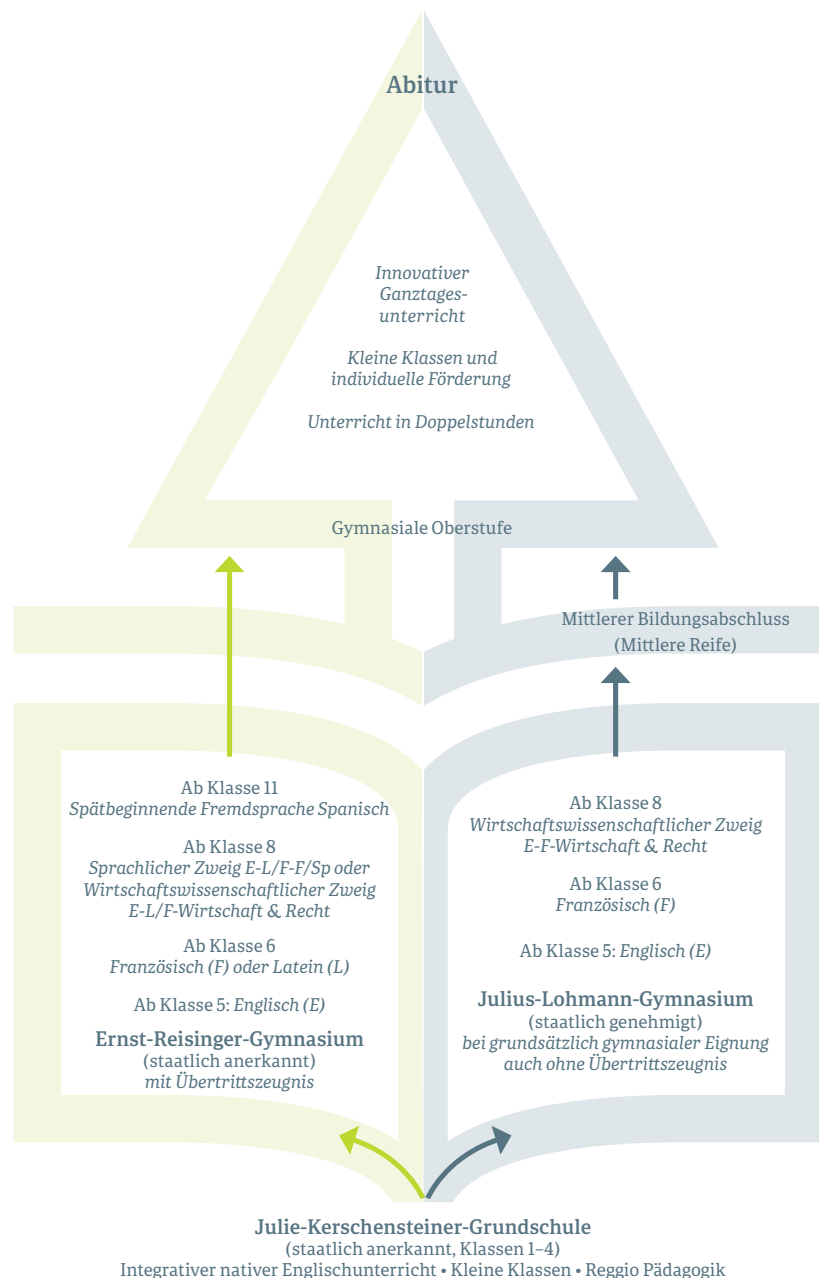 Abitur
Innovativer
Ganztages-
unterricht
Kleine Klassen und
individuelle Förderung
Unterricht in Doppelstunden
Gymnasiale Oberstufe
Mittlerer Bildungsabschluss
(Mittlere Reife)
Ab Klasse 11
Spätbeginnende Fremdsprache Spanisch
Ab Klasse 8
Sprachlicher Zweig E-L/F-F/Sp oder
Wirtschaftswissenschaftlicher Zweig
E-L/F-Wirtschaft & Recht
Ab Klasse 6
Französisch (F) oder Latein (L)
Ab Klasse 5: Englisch (E)
Ernst-Reisinger-Gymnasium
(staatlich anerkannt)
mit Übertrittszeugnis
Ab Klasse 8
Wirtschaftswissenschaftlicher Zweig
E-F-Wirtschaft & Recht
Ab Klasse 6
Französisch (F)
Ab Klasse 5: Englisch (E)
Julius-Lohmann-Gymnasium
(staatlich genehmigt)
bei grundsätzlich gymnasialer Eignung
auch ohne Übertrittszeugnis
Julie-Kerschensteiner-Grundschule
(staatlich anerkannt, Klassen 1–4)
Integrativer nativer Englischunterricht • Kleine Klassen • Reggio Pädagogik